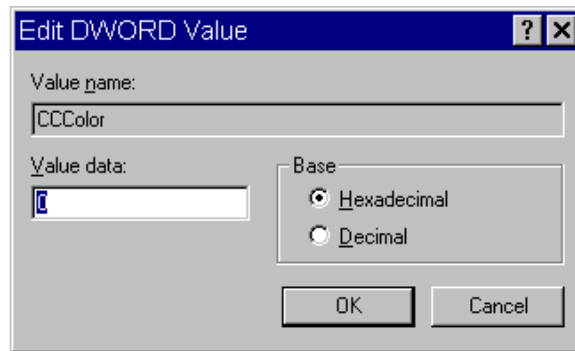 Edit DWORD Value
Value name:
CCColor
Value data:
0
Base
Hexadecimal
Decimal
OK
Cancel